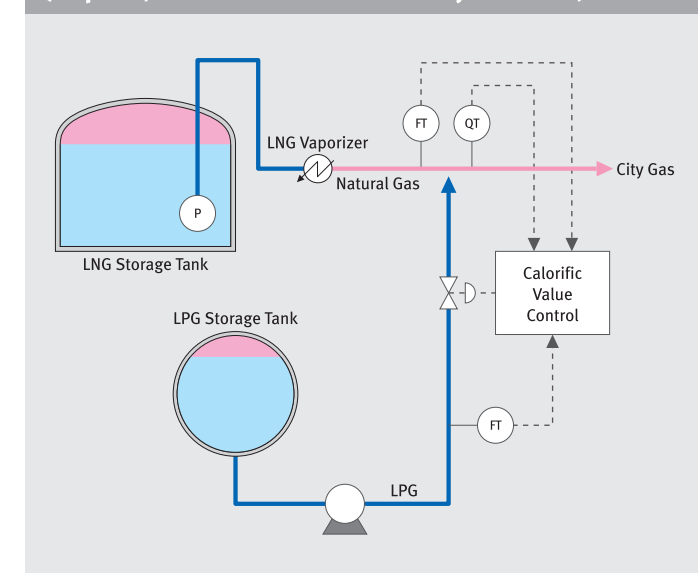 FT
QT
LNG Vaporizer
Natural Gas
City Gas
P
LNG Storage Tank
Calorific
Value
Control
LPG Storage Tank
FT
LPG